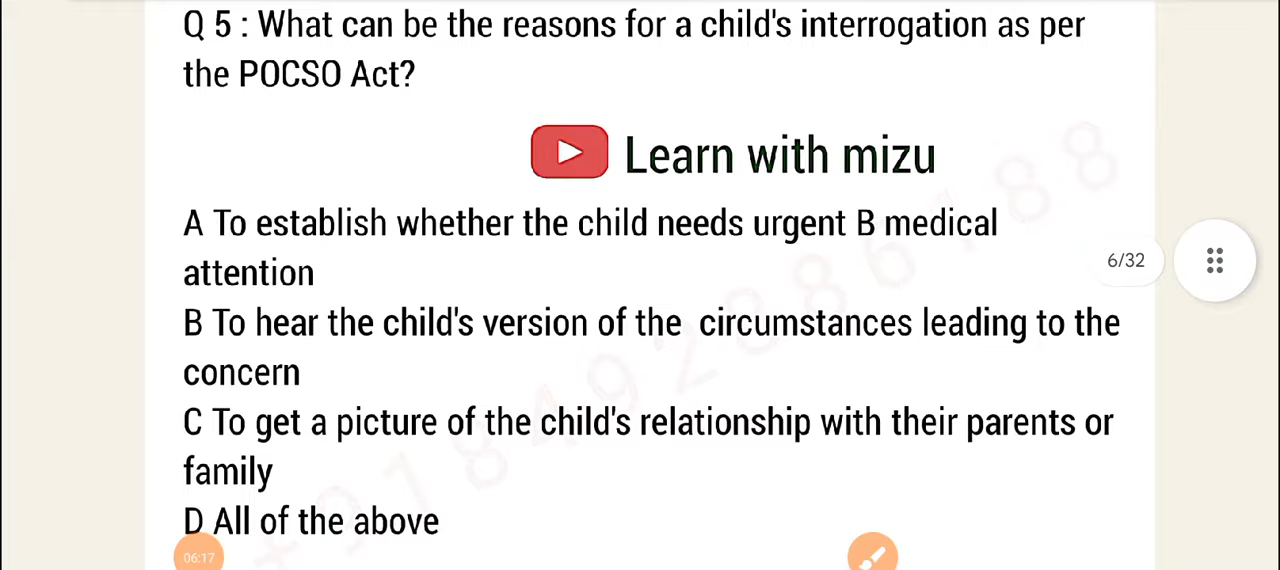 Q 5 : What can be the reasons for a child's interrogation as per
the POCSO Act?
Learn with mizu
A To establish whether the child needs urgent B medical
attention
6/32
B To hear the child's version of the  circumstances leading to the
concern
C To get a picture of the child's relationship with their parents or
family
D All of the above
06:17
+918492886188